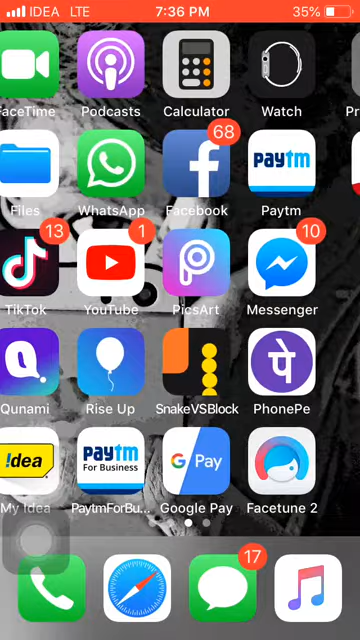 IDEA LTE 7:36 PM 35%
FaceTime Podcasts Calculator Watch Pr
68
paytm
Files WhatsApp Facebook Paytm
13 1 10
TikTok YouTube PicsArt Messenger
Q पे
Qunami Rise Up SnakeVSBlock PhonePe
!dea paytm For Business G Pay
My Idea PaytmForBu... Google Pay Facetune 2
17